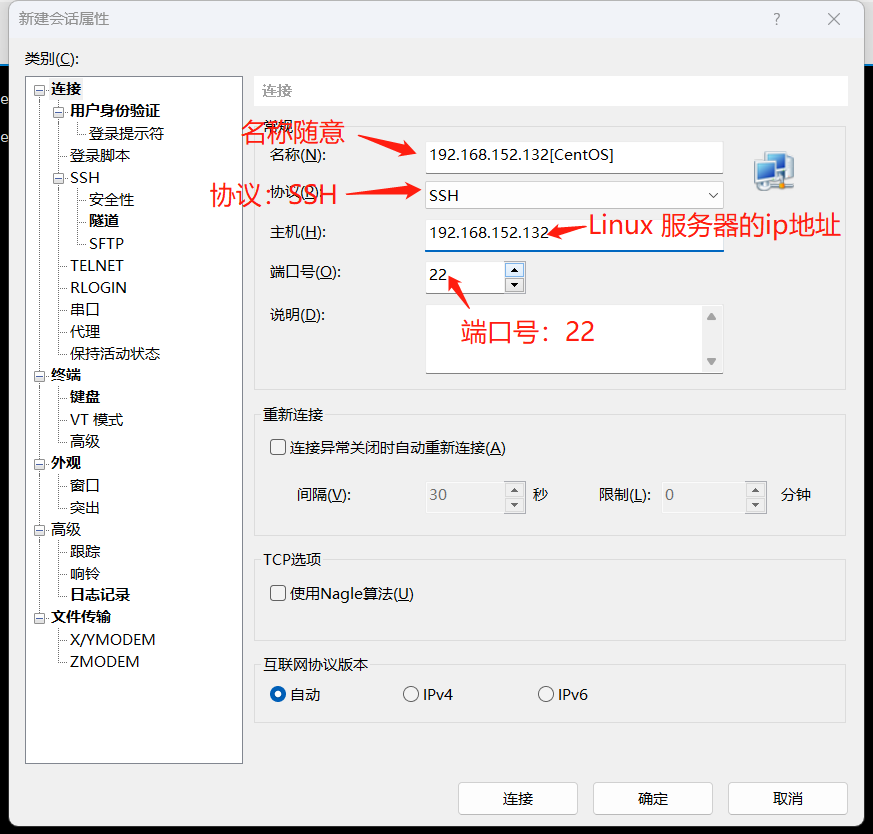 新建会话属性
?
类别(C):
连接
用户身份验证
登录提示符
登录脚本
SSH
安全性
隧道
SFTP
TELNET
RLOGIN
串口
代理
保持活动状态
终端
键盘
VT 模式
高级
外观
窗口
突出
高级
跟踪
响铃
日志记录
文件传输
X/YMODEM
ZMODEM
连接
常规
名称随意
名称(N):
192.168.152.132[CentOS]
协议(P):
协议：SSH
SSH
主机(H):
192.168.152.132
Linux 服务器的ip地址
端口号(O):
22
端口号：22
说明(D):
重新连接
连接异常关闭时自动重新连接(A)
间隔(V):
30
秒
限制(L):
0
分钟
TCP选项
使用Nagle算法(U)
互联网协议版本
自动
IPv4
IPv6
连接
确定
取消